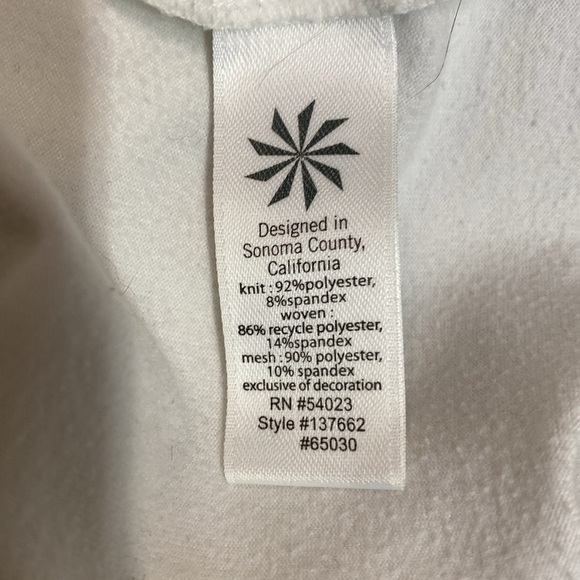 Designed in
Sonoma County,
California
knit : 92%polyester,
8%spandex
woven :
86% recycle polyester,
14%spandex
mesh : 90% polyester,
10% spandex
exclusive of decoration
RN #54023
Style #137662
#65030